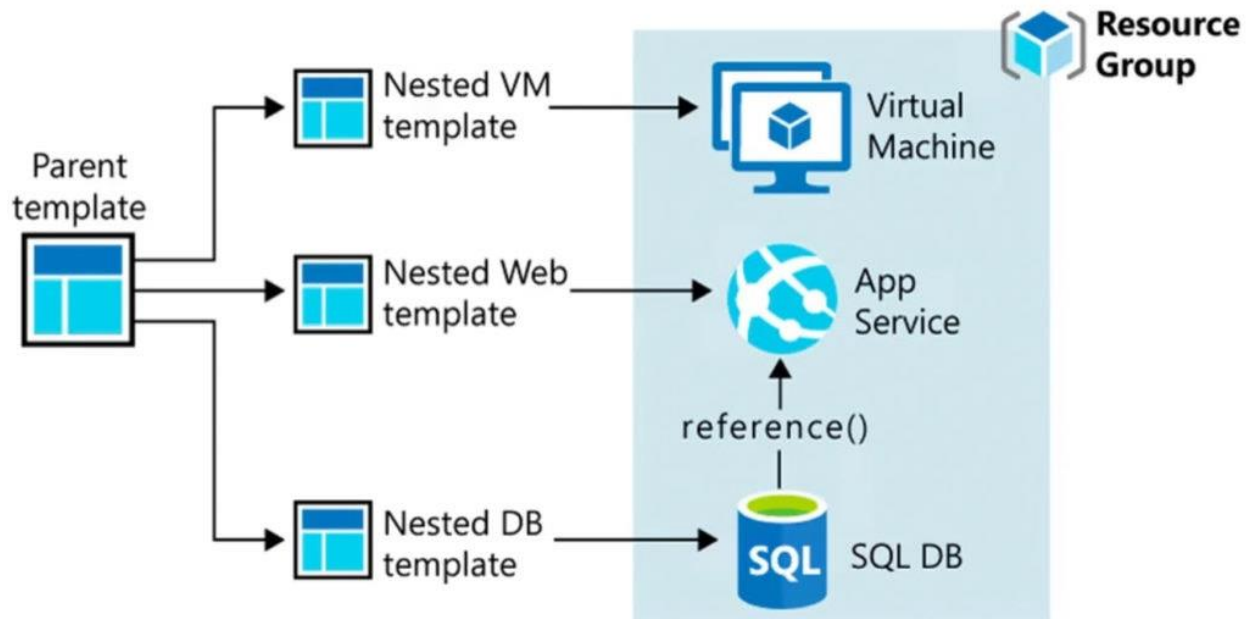 Resource
Group
Nested VM
template
Virtual
Machine
Parent
template
Nested Web
template
App
Service
reference()
Nested DB
template
SQL
SQL DB